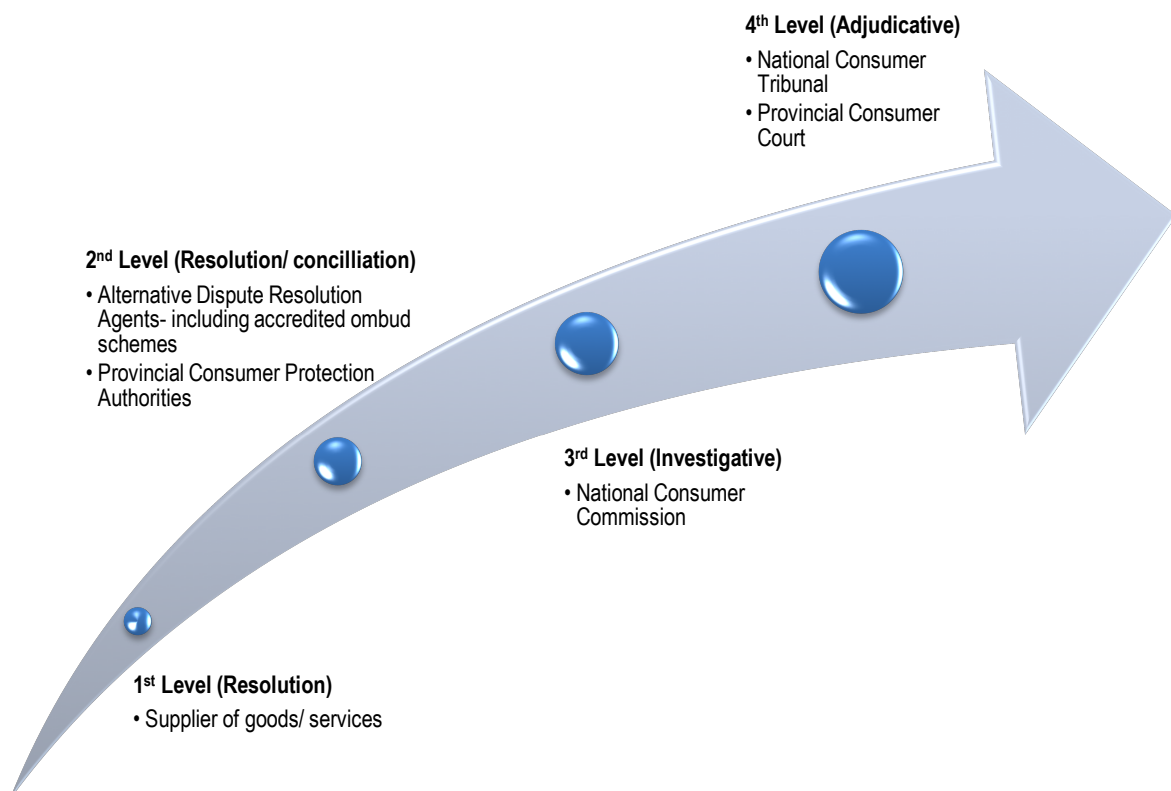 4th Level (Adjudicative)
• National Consumer
Tribunal
• Provincial Consumer
Court
2nd Level (Resolution/ concilliation)
• Alternative Dispute Resolution
Agents- including accredited ombud
schemes
• Provincial Consumer Protection
Authorities
3rd Level (Investigative)
• National Consumer
Commission
1st Level (Resolution)
• Supplier of goods/ services